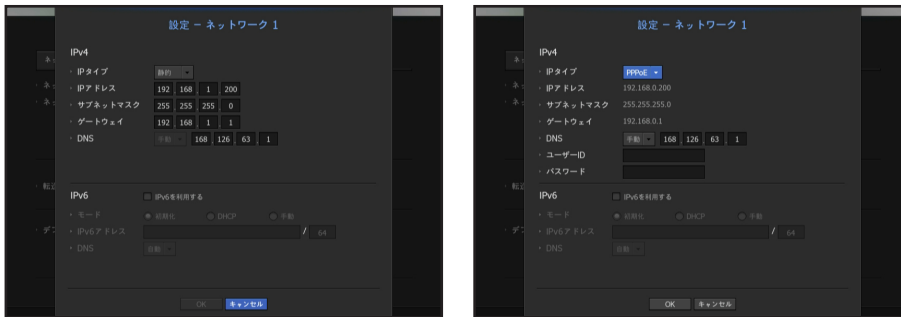 設定 – ネットワーク 1
IPv4
· IPタイプ 静的
· IPアドレス 192 . 168 . 1 . 200
· サブネットマスク 255 . 255 . 255 . 0
· ゲートウェイ 192 . 168 . 1 . 1
· DNS 手動 168 . 126 . 63 . 1
IPv6 IPv6を利用する
· モード 初期化 DHCP 手動
· IPv6アドレス / 64
· DNS 自動
OK キャンセル
設定 – ネットワーク 1
IPv4
· IPタイプ PPPoE
· IPアドレス 192.168.0.200
· サブネットマスク 255.255.255.0
· ゲートウェイ 192.168.0.1
· DNS 手動 168 . 126 . 63 . 1
· ユーザーID
· パスワード
IPv6 IPv6を利用する
· モード 初期化 DHCP 手動
· IPv6アドレス / 64
· DNS 自動
OK キャンセル